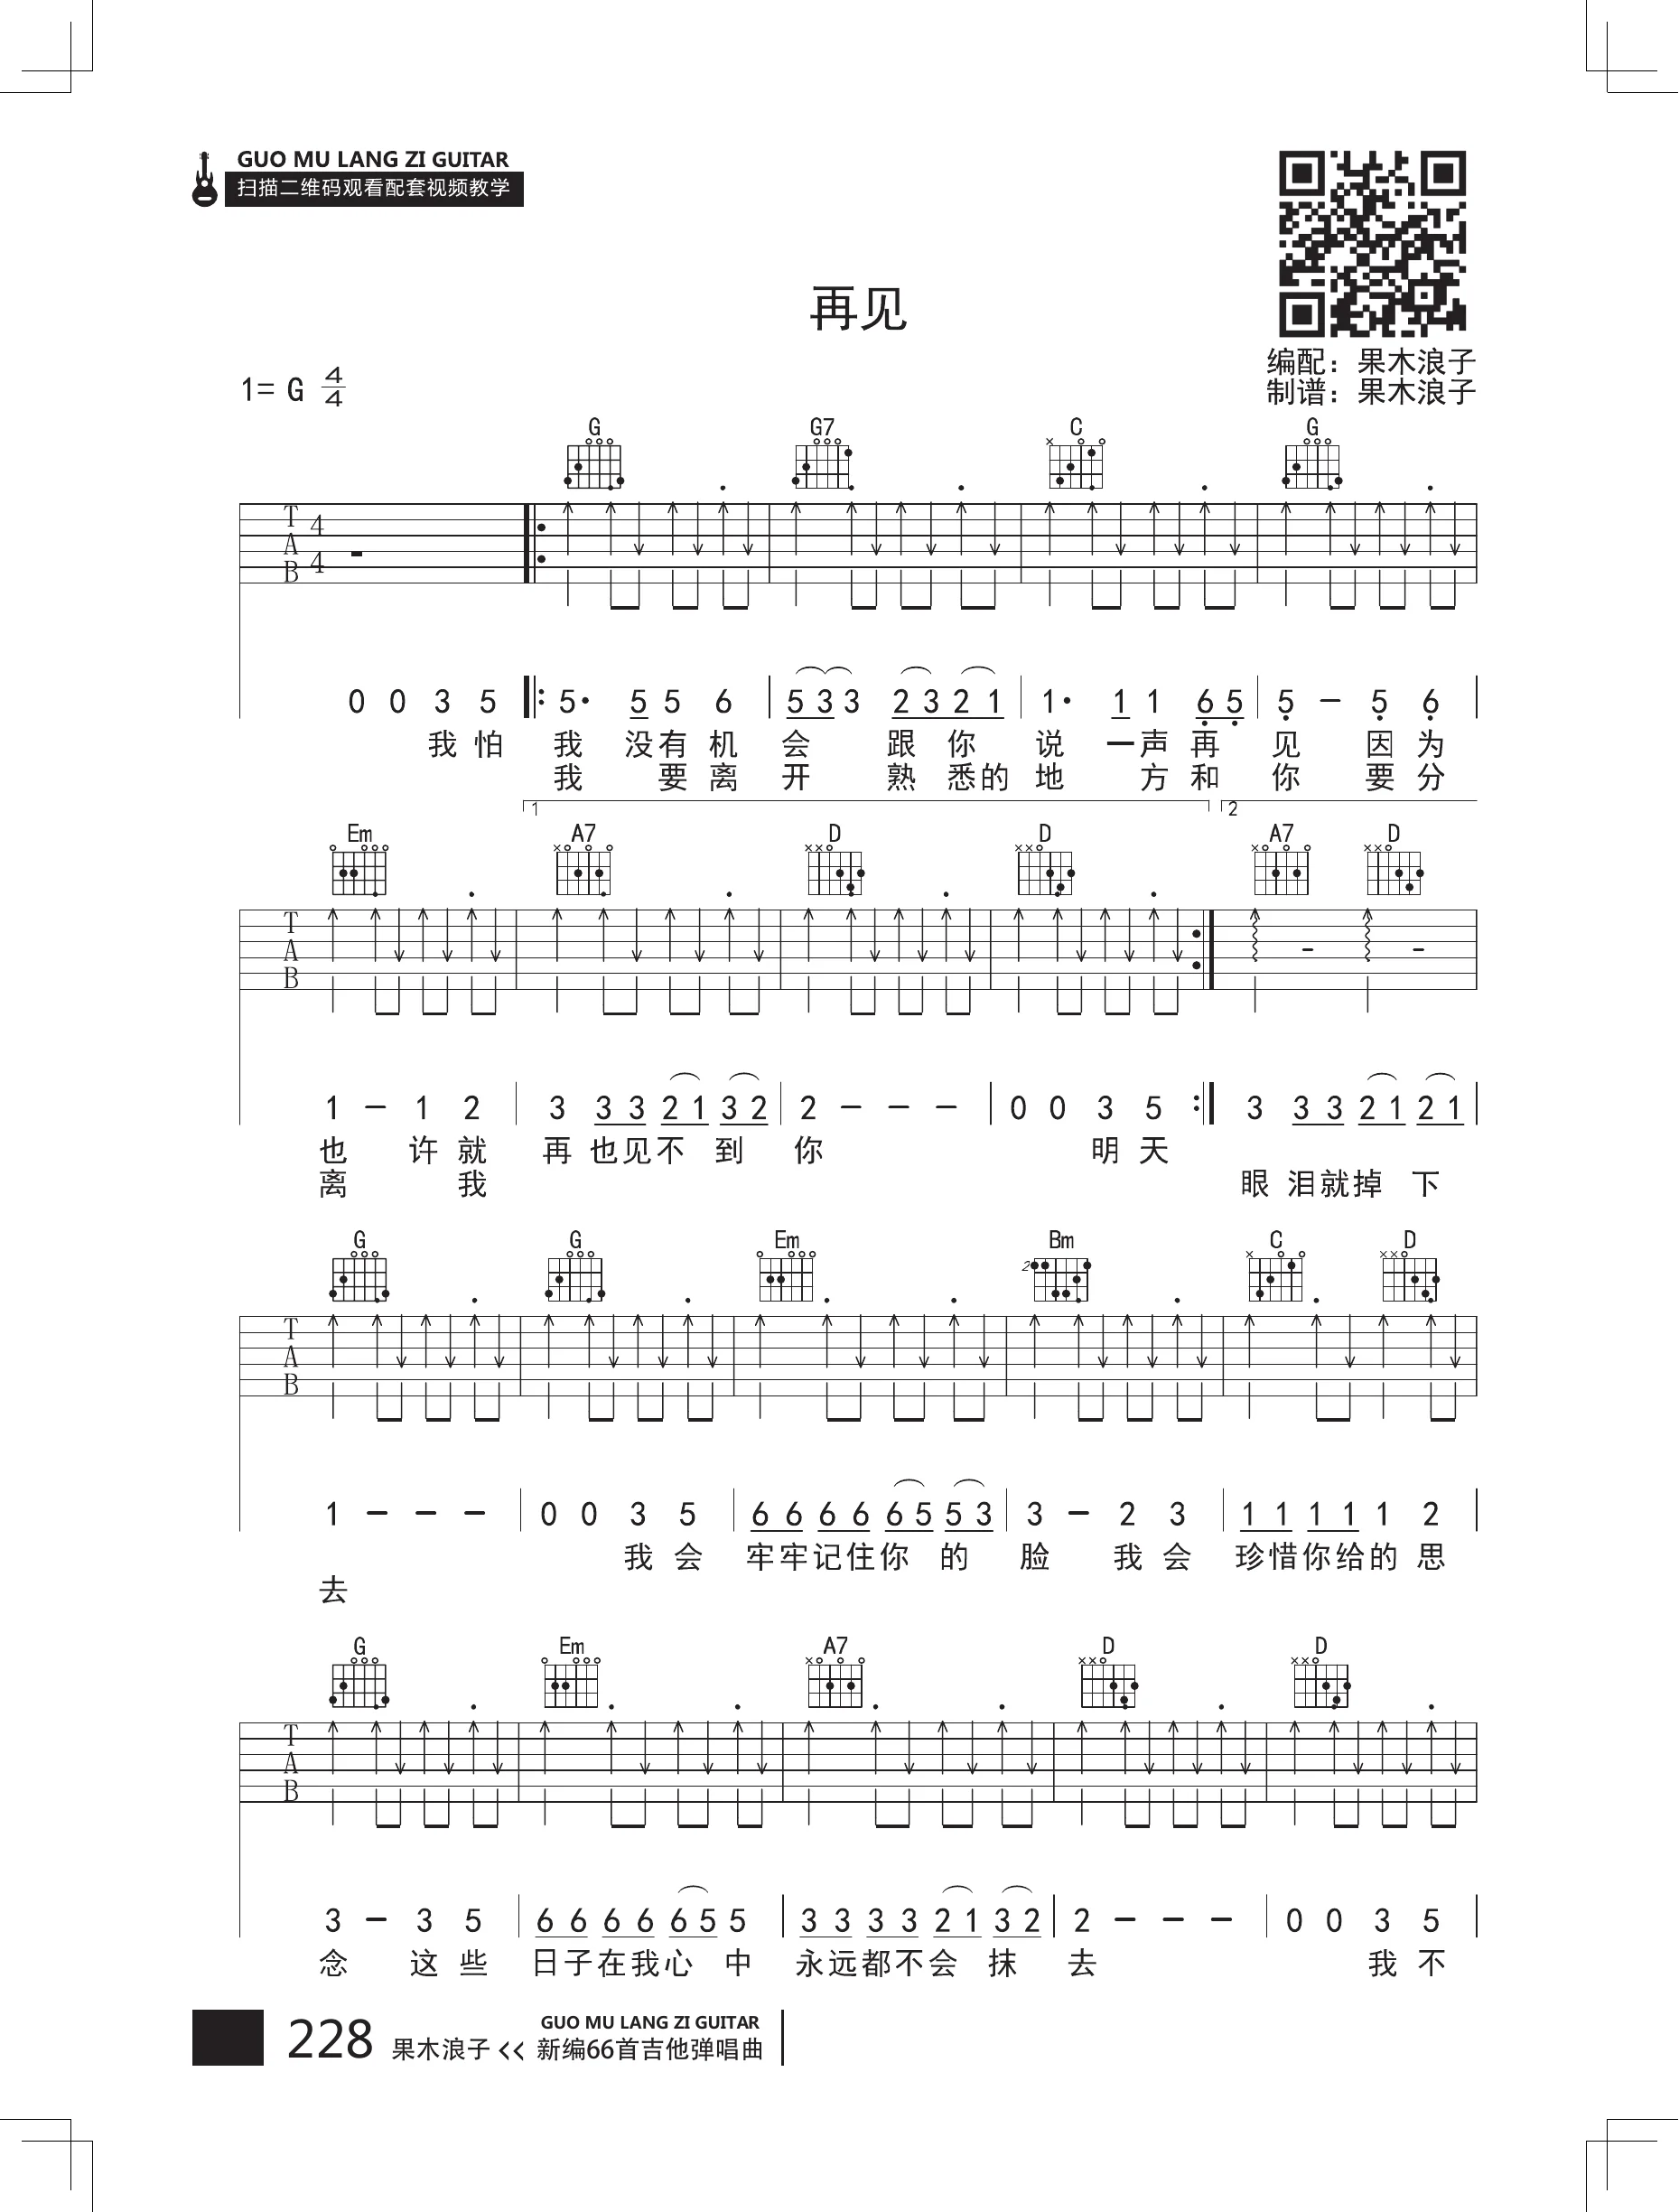 GUO MU LANG ZI GUITAR
扫描二维码观看配套视频教学
再见
编配：果木浪子
制谱：果木浪子
1= G 4/4
G G7 C G
T A B 4 4
0 0 3 5 5· 5 5 6 5 3 3 2 3 2 1 1· 1 1 6 5 5 – 5 6
我 怕 我 没 有 机 会 跟 你 说 一 声 再 见 因 为
我 要 离 开 熟 悉 的 地 方 和 你 要 分
1 2
Em A7 D D A7 D
T A B
1 – 1 2 3 3 3 2 1 3 2 2 – – – 0 0 3 5 3 3 3 2 1 2 1
也 许 就 再 也 见 不 到 你 明 天
离 我 眼 泪 就 掉 下
G G Em Bm C D
2
T A B
1 – – – 0 0 3 5 6 6 6 6 6 5 5 3 3 – 2 3 1 1 1 1 1 2
我 会 牢 牢 记 住 你 的 脸 我 会 珍 惜 你 给 的 思
去
G Em A7 D D
T A B
3 – 3 5 6 6 6 6 6 5 5 3 3 3 3 2 1 3 2 2 – – – 0 0 3 5
念 这 些 日 子 在 我 心 中 永 远 都 不 会 抹 去 我 不
228 果木浪子 << GUO MU LANG ZI GUITAR
新编66首吉他弹唱曲